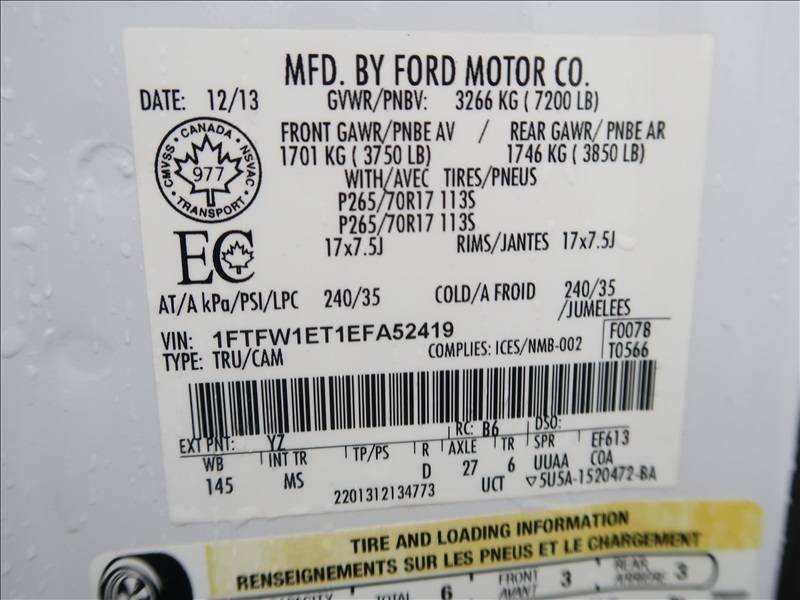 MFD. BY FORD MOTOR CO.
DATE: 12/13 GVWR/PNBV: 3266 KG ( 7200 LB)
FRONT GAWR/PNBE AV / REAR GAWR/ PNBE AR
1701 KG ( 3750 LB) 1746 KG ( 3850 LB)
CANADA
CMVSS 977 NSVAC
TRANSPORT
WITH/AVEC TIRES/PNEUS
P265/70R17 113S
P265/70R17 113S
EC
17x7.5J RIMS/JANTES 17x7.5J
AT/A kPa/PSI/LPC 240/35 COLD/A FROID 240/35
/JUMELEES
VIN: 1FTFW1ET1EFA52419 F0078
TYPE: TRU/CAM COMPLIES: ICES/NMB-002 T0566
EXT PNT: YZ RC: B6 DSO:
WB INT TR TP/PS R AXLE TR SPR EF613
145 MS D 27 6 UUAA COA
2201312134773 UCT ▽5U5A-1520472-BA
TIRE AND LOADING INFORMATION
RENSEIGNEMENTS SUR LES PNEUS ET LE CHARGEMENT
TOTAL 6 FRONT 3 REAR 3
AVANT ARRIÈRE